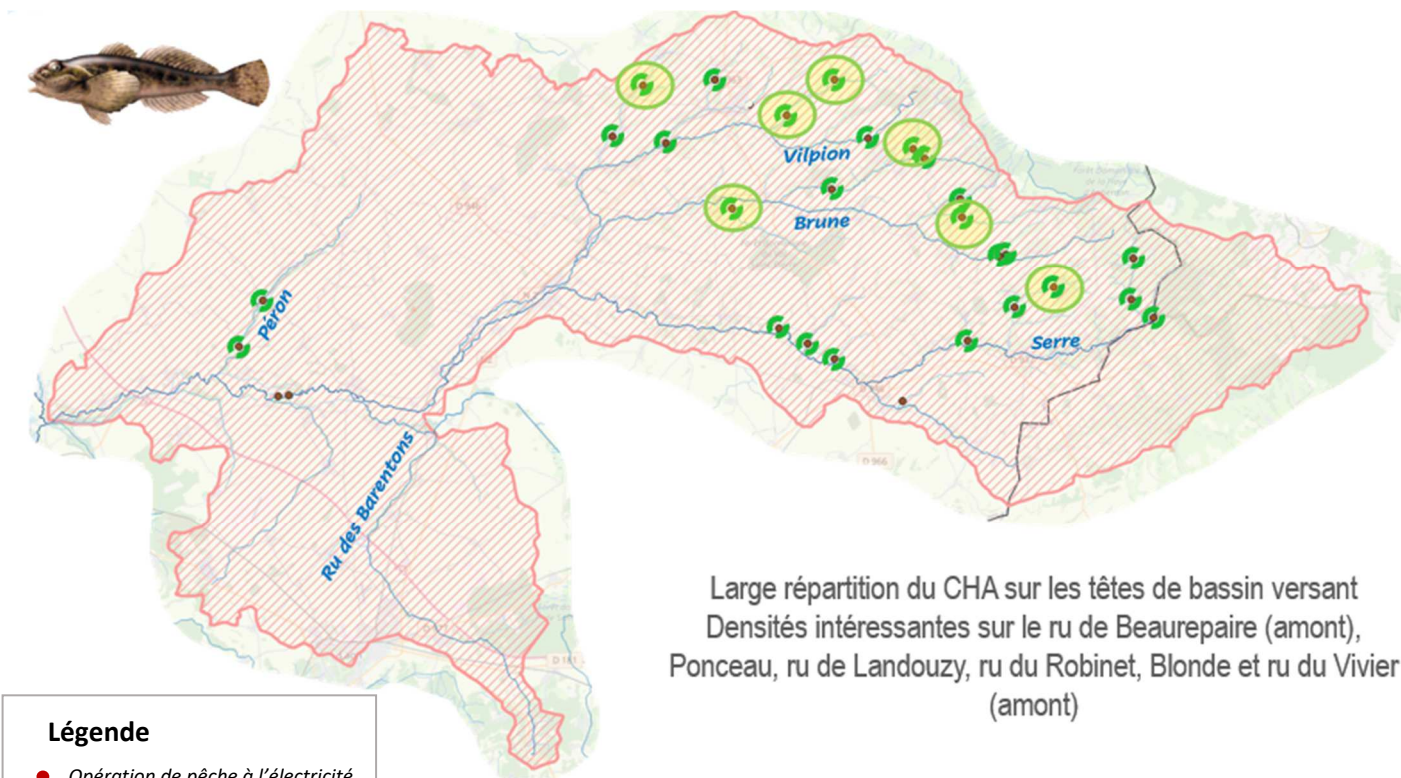 Vilpion
Brune
Péron
Serre
Ru des Barentons
D 966
Large répartition du CHA sur les têtes de bassin versant
Densités intéressantes sur le ru de Beaurepaire (amont),
Ponceau, ru de Landouzy, ru du Robinet, Blonde et ru du Vivier
(amont)
D 181
Légende
Opération de pêche à l'électricité